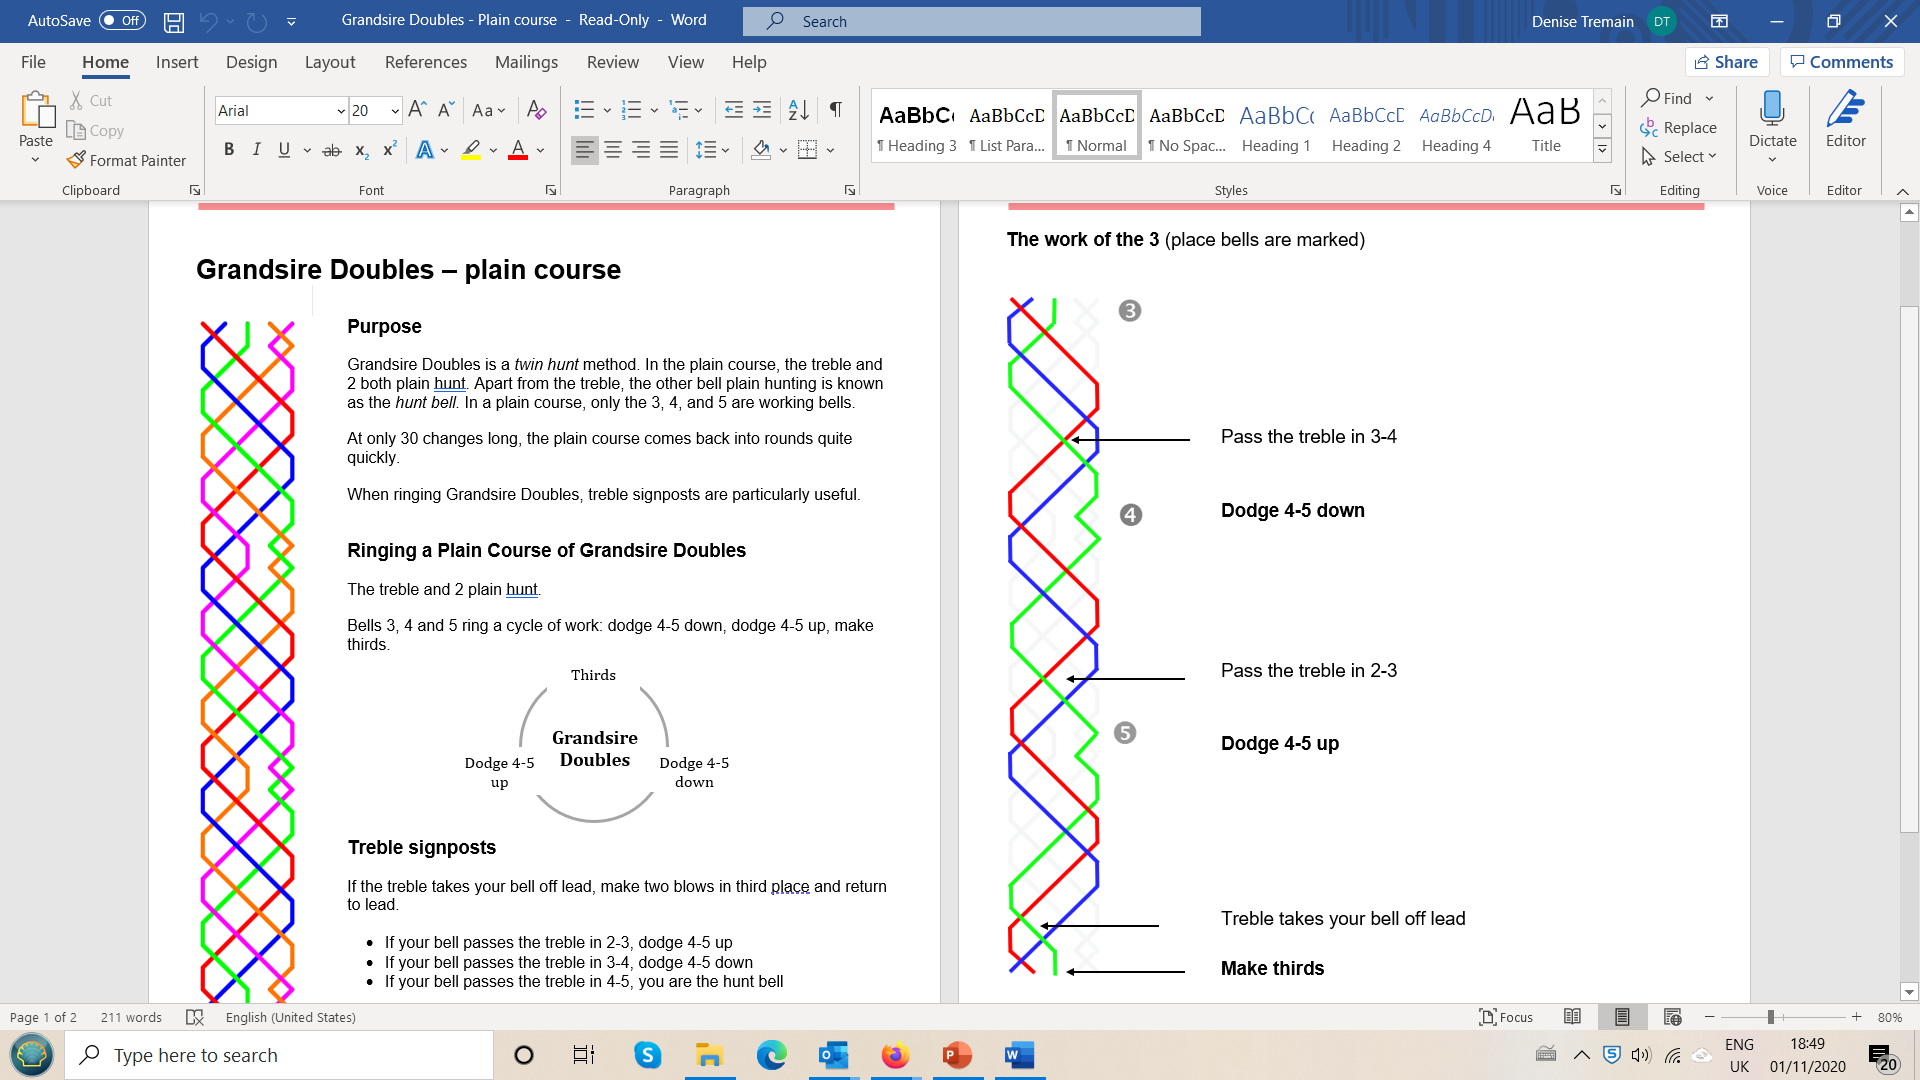 AutoSave Off
Grandsire Doubles - Plain course - Read-Only - Word
Search
Denise Tremain DT
File Home Insert Design Layout References Mailings Review View Help
Share Comments
Paste
Cut
Copy
Format Painter
Clipboard
Arial 20
Font
Paragraph
AaBbC AaBbCcD AaBbCcD AaBbCcD AaBbC AaBbCcD AaBbCcD AaB
¶ Heading 3 ¶ List Para... ¶ Normal ¶ No Spac... Heading 1 Heading 2 Heading 4 Title
Styles
Find
Replace
Select
Editing
Dictate
Voice
Editor
Editor
Grandsire Doubles – plain course
Purpose
Grandsire Doubles is a twin hunt method. In the plain course, the treble and
2 both plain hunt. Apart from the treble, the other bell plain hunting is known
as the hunt bell. In a plain course, only the 3, 4, and 5 are working bells.
At only 30 changes long, the plain course comes back into rounds quite
quickly.
When ringing Grandsire Doubles, treble signposts are particularly useful.
Ringing a Plain Course of Grandsire Doubles
The treble and 2 plain hunt.
Bells 3, 4 and 5 ring a cycle of work: dodge 4-5 down, dodge 4-5 up, make
thirds.
Thirds
Grandsire
Doubles
Dodge 4-5
up
Dodge 4-5
down
Treble signposts
If the treble takes your bell off lead, make two blows in third place and return
to lead.
• If your bell passes the treble in 2-3, dodge 4-5 up
• If your bell passes the treble in 3-4, dodge 4-5 down
• If your bell passes the treble in 4-5, you are the hunt bell
The work of the 3 (place bells are marked)
3
Pass the treble in 3-4
4
Dodge 4-5 down
Pass the treble in 2-3
5
Dodge 4-5 up
Treble takes your bell off lead
Make thirds
Page 1 of 2 211 words English (United States)
Focus
80%
Type here to search
ENG
UK
18:49
01/11/2020
20